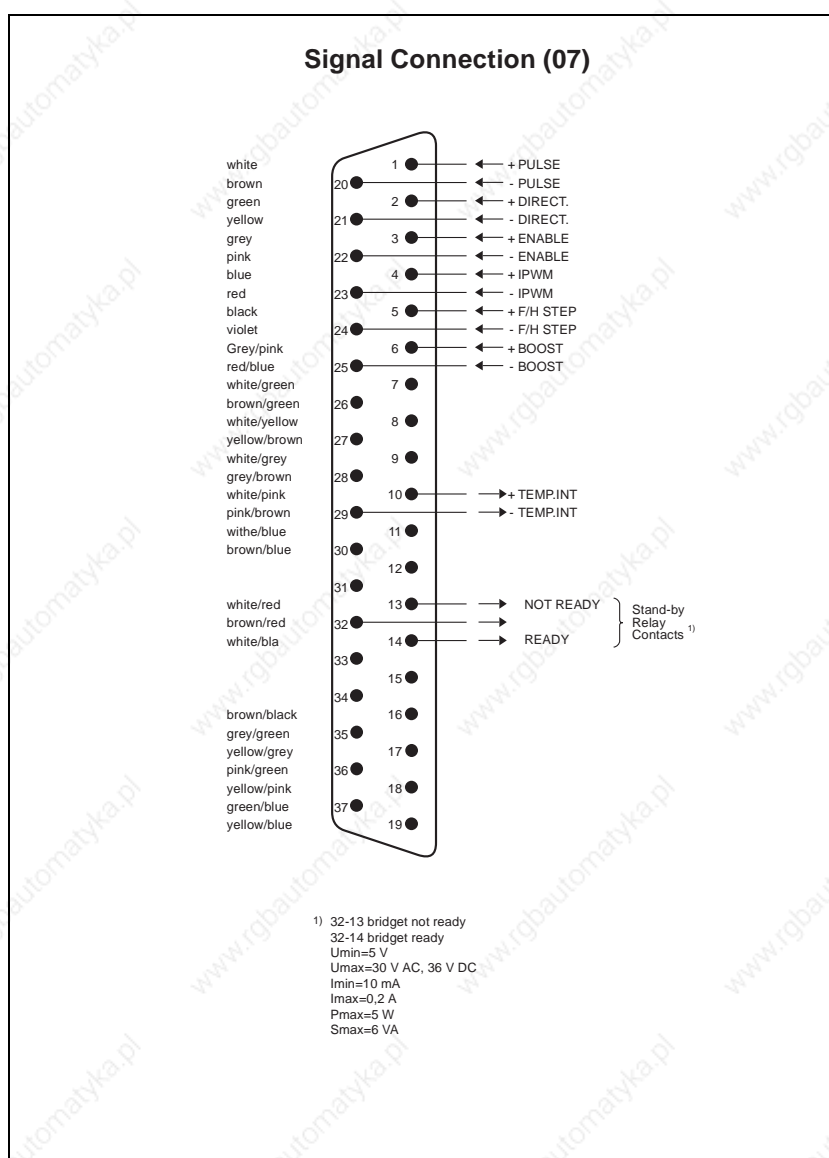 Signal Connection (07)
white 1 + PULSE
brown 20 - PULSE
green 2 + DIRECT.
yellow 21 - DIRECT.
grey 3 + ENABLE
pink 22 - ENABLE
blue 4 + IPWM
red 23 - IPWM
black 5 + F/H STEP
violet 24 - F/H STEP
Grey/pink 6 + BOOST
red/blue 25 - BOOST
white/green 7
brown/green 26
white/yellow 8
yellow/brown 27
white/grey 9
grey/brown 28
white/pink 10 + TEMP.INT
pink/brown 29 - TEMP.INT
withe/blue 11
brown/blue 30
12
31
white/red 13 NOT READY
brown/red 32
white/bla 14 READY
Stand-by
Relay
Contacts 1)
33
15
34
brown/black 16
grey/green 35
yellow/grey 17
pink/green 36
yellow/pink 18
green/blue 37
yellow/blue 19
1) 32-13 bridget not ready
32-14 bridget ready
Umin=5 V
Umax=30 V AC, 36 V DC
Imin=10 mA
Imax=0,2 A
Pmax=5 W
Smax=6 VA
www.rgbautomatyka.pl